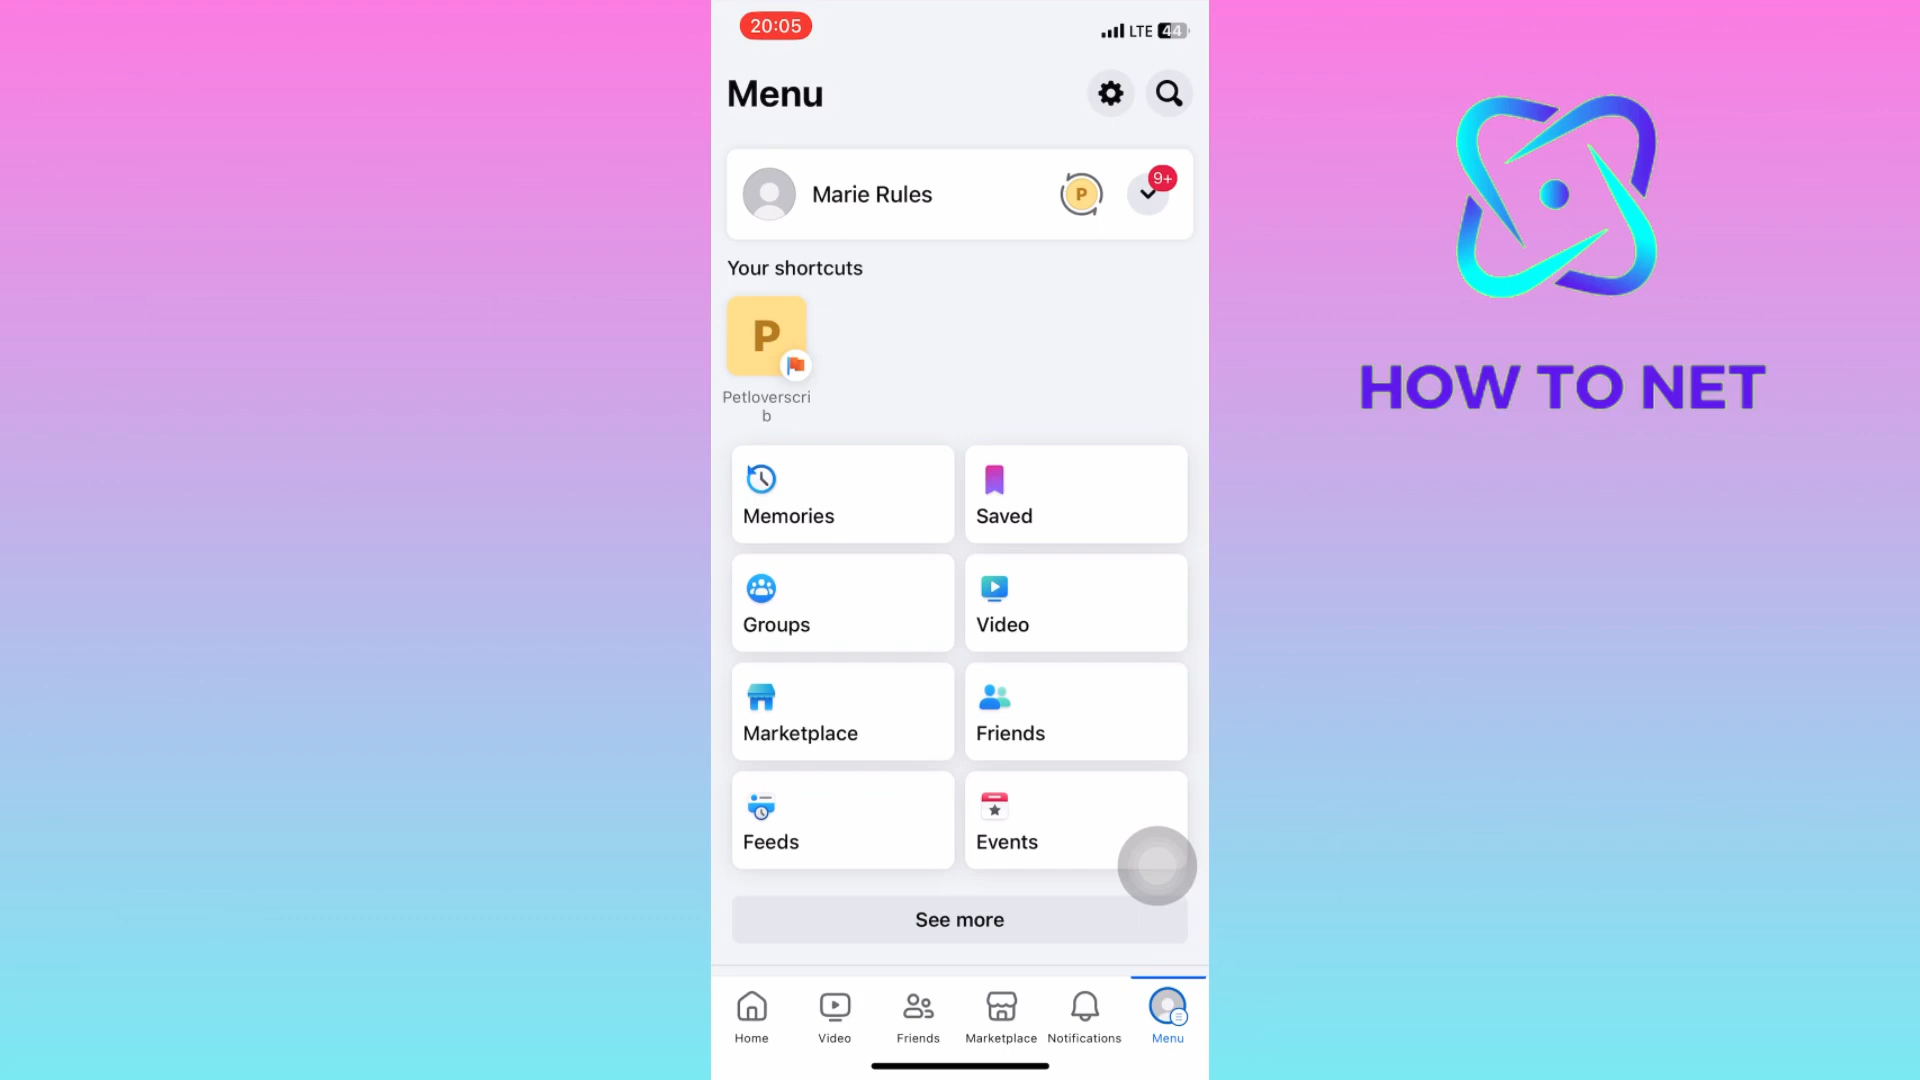 20:05
LTE 44
Menu
HOW TO NET
Marie Rules
P
9+
Your shortcuts
P
Petloverscri
b
Memories
Saved
Groups
Video
Marketplace
Friends
Feeds
Events
See more
Home
Video
Friends
Marketplace
Notifications
Menu